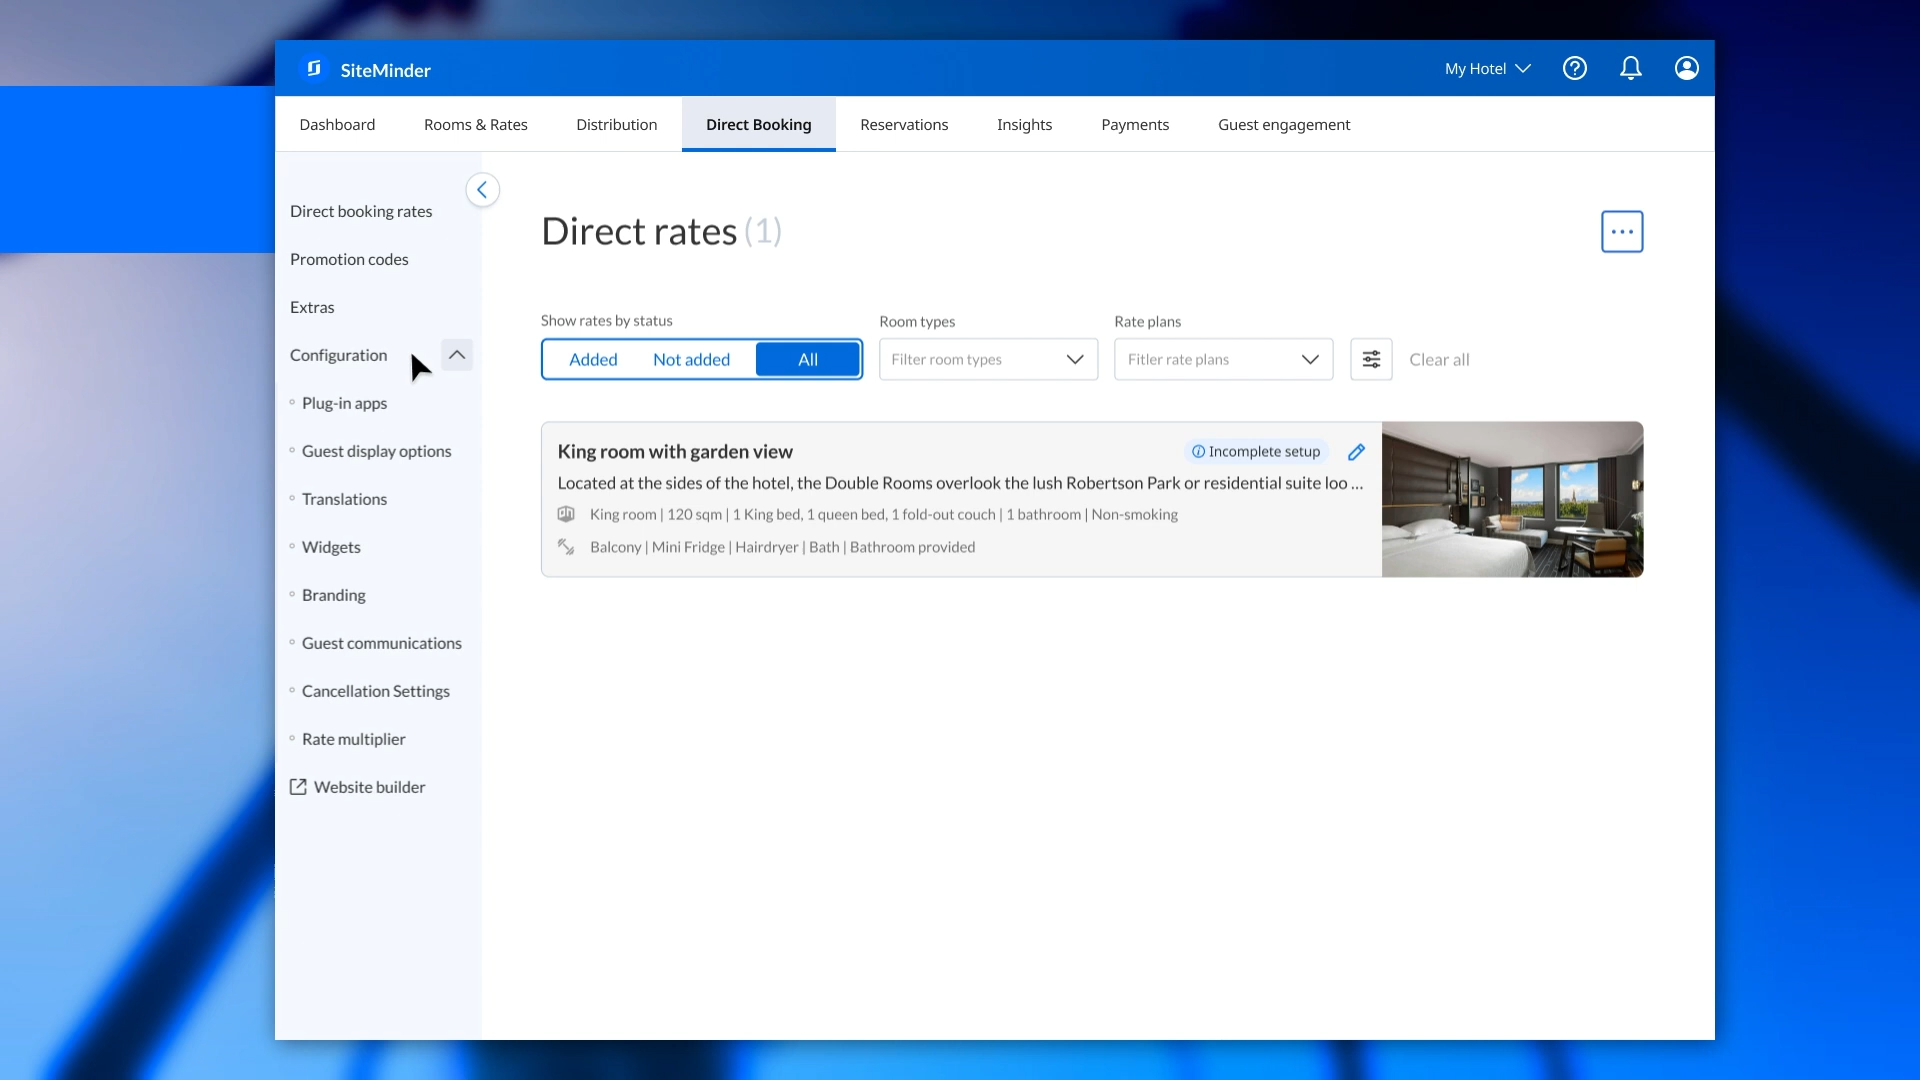 SiteMinder
My Hotel
Dashboard
Rooms & Rates
Distribution
Direct Booking
Reservations
Insights
Payments
Guest engagement
Direct booking rates
Promotion codes
Extras
Configuration
Plug-in apps
Guest display options
Translations
Widgets
Branding
Guest communications
Cancellation Settings
Rate multiplier
Website builder
Direct rates (1)
Show rates by status
Added
Not added
All
Room types
Filter room types
Rate plans
Fitler rate plans
Clear all
King room with garden view
Incomplete setup
Located at the sides of the hotel, the Double Rooms overlook the lush Robertson Park or residential suite loo ...
King room | 120 sqm | 1 King bed, 1 queen bed, 1 fold-out couch | 1 bathroom | Non-smoking
Balcony | Mini Fridge | Hairdryer | Bath | Bathroom provided